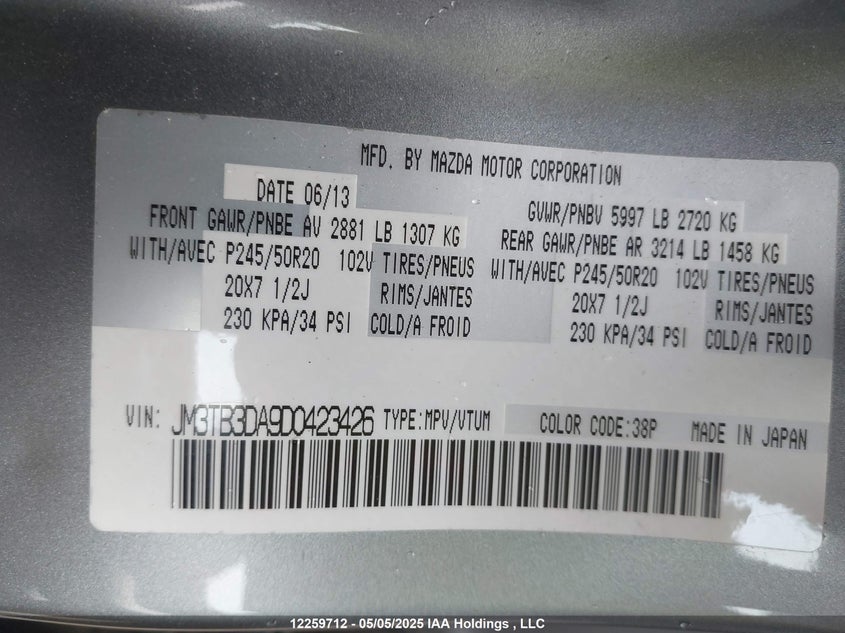 MFD. BY MAZDA MOTOR CORPORATION
DATE 06/13
GVWR/PNBV 5997 LB 2720 KG
FRONT GAWR/PNBE AV 2881 LB 1307 KG
REAR GAWR/PNBE AR 3214 LB 1458 KG
WITH/AVEC P245/50R20 102V TIRES/PNEUS
WITH/AVEC P245/50R20 102V TIRES/PNEUS
20X7 1/2J RIMS/JANTES
20X7 1/2J RIMS/JANTES
230 KPA/34 PSI COLD/A FROID
230 KPA/34 PSI COLD/A FROID
VIN: JM3TB3DA9D0423426 TYPE:MPV/VTUM COLOR CODE:38P MADE IN JAPAN
12259712 - 05/05/2025 IAA Holdings , LLC